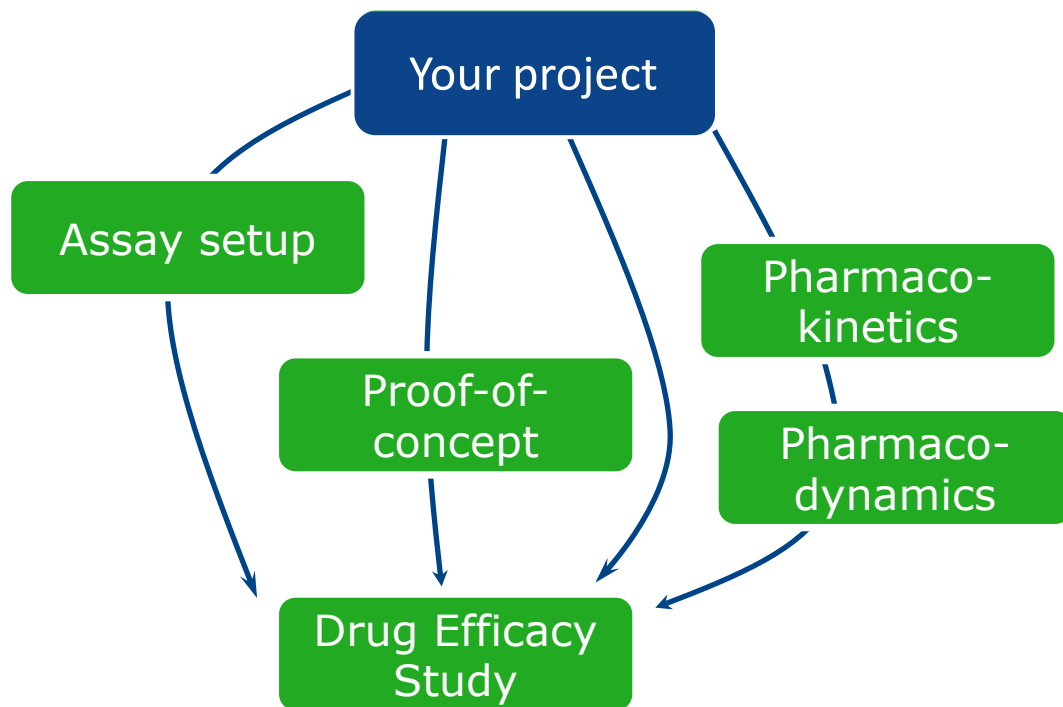 Your project
Assay setup
Pharmaco-
kinetics
Proof-of-
concept
Pharmaco-
dynamics
Drug Efficacy
Study